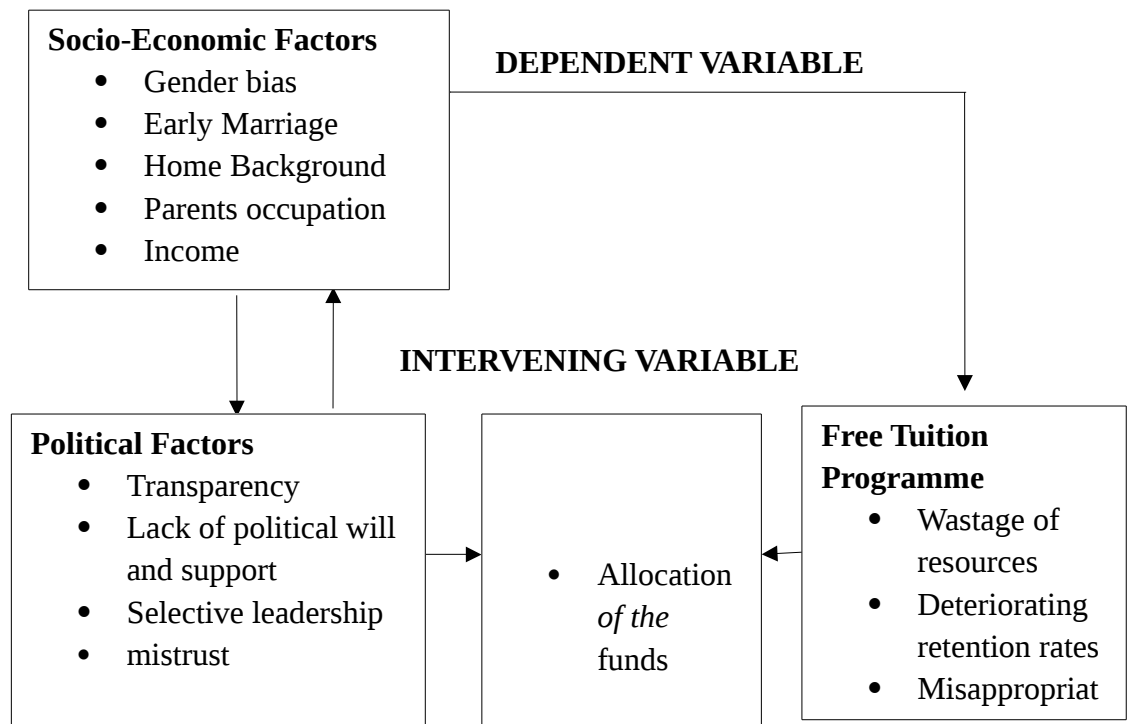 Socio-Economic Factors
• Gender bias
• Early Marriage
• Home Background
• Parents occupation
• Income
DEPENDENT VARIABLE
INTERVENING VARIABLE
Political Factors
• Transparency
• Lack of political will
and support
• Selective leadership
• mistrust
• Allocation
of the
funds
Free Tuition
Programme
• Wastage of
resources
• Deteriorating
retention rates
• Misappropriat